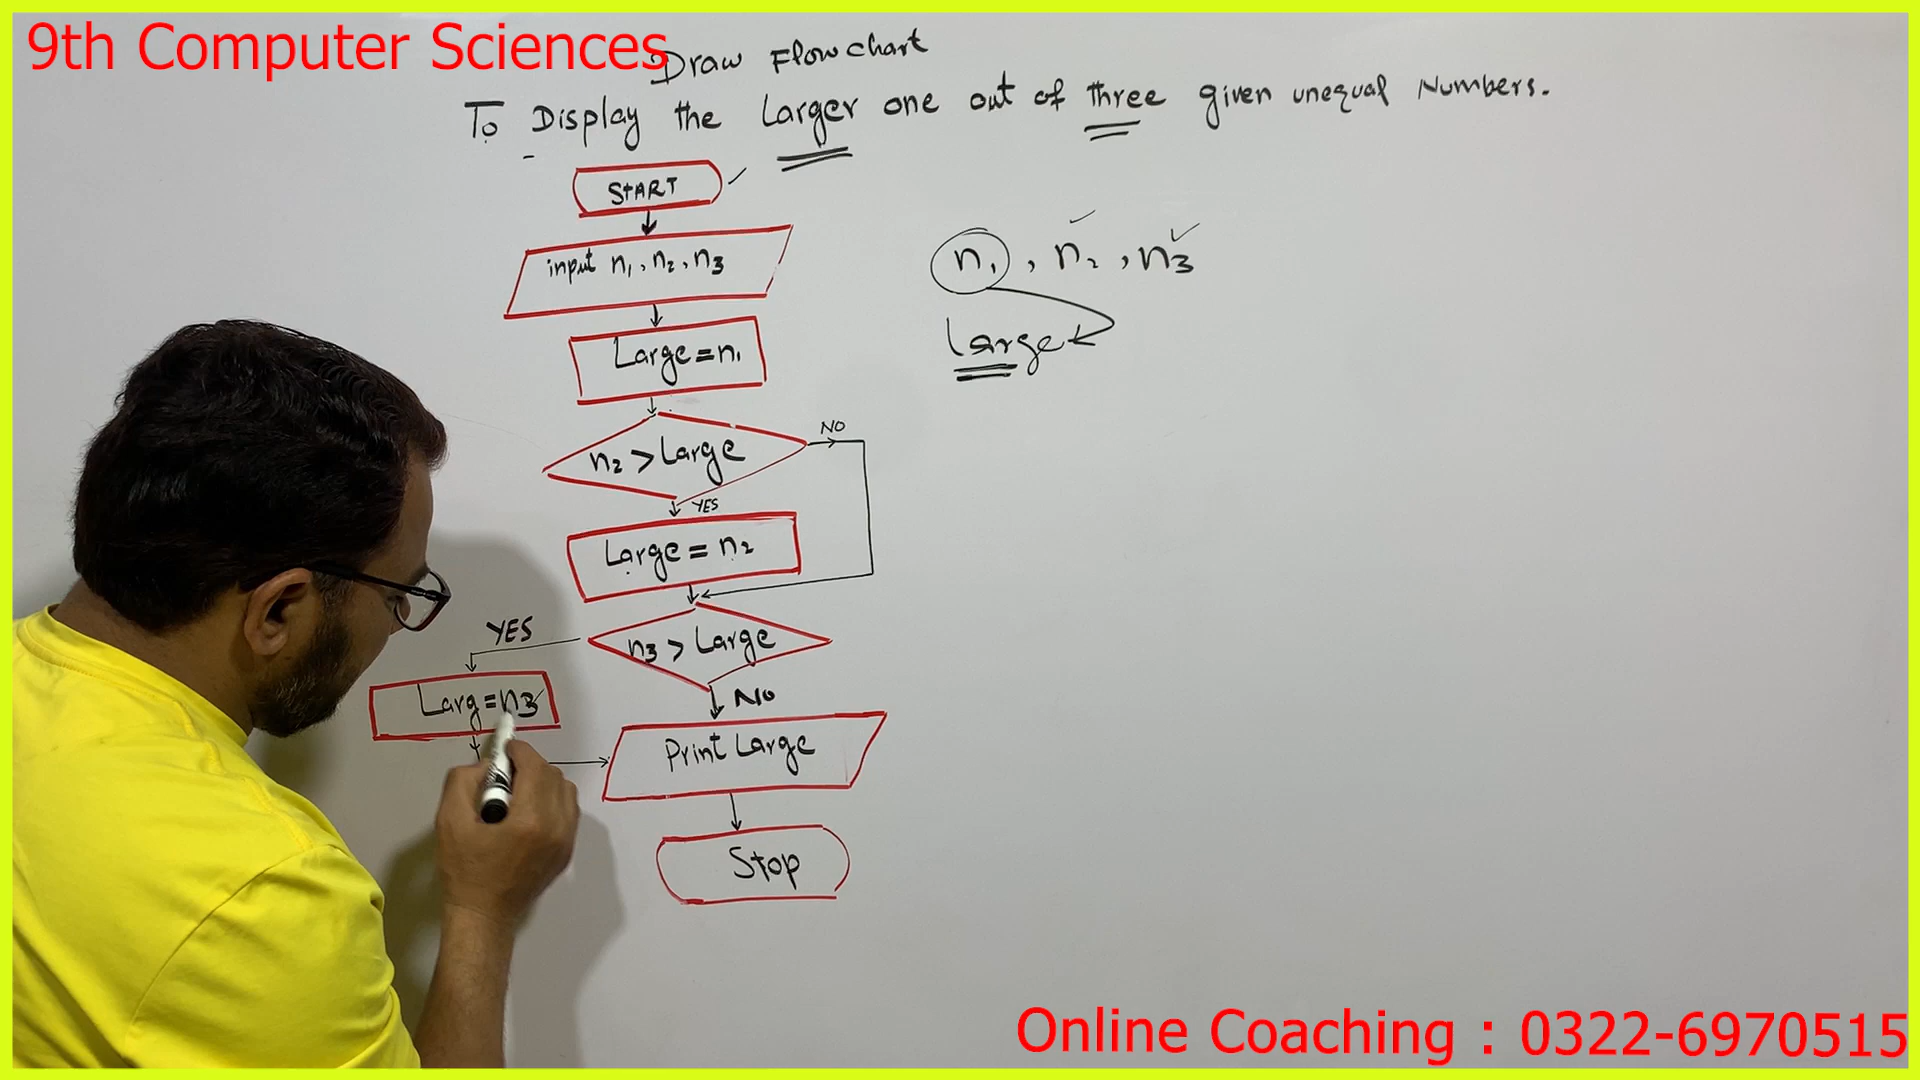 9th Computer Sciences
Draw Flowchart
To Display the Larger one out of three given unequal Numbers.
START
input n1, n2, n3
n1, n2, n3
Large
Large = n1
n2 > Large
NO
YES
Large = n2
n3 > Large
YES
NO
Larg = n3
Print Large
Stop
Online Coaching : 0322-6970515